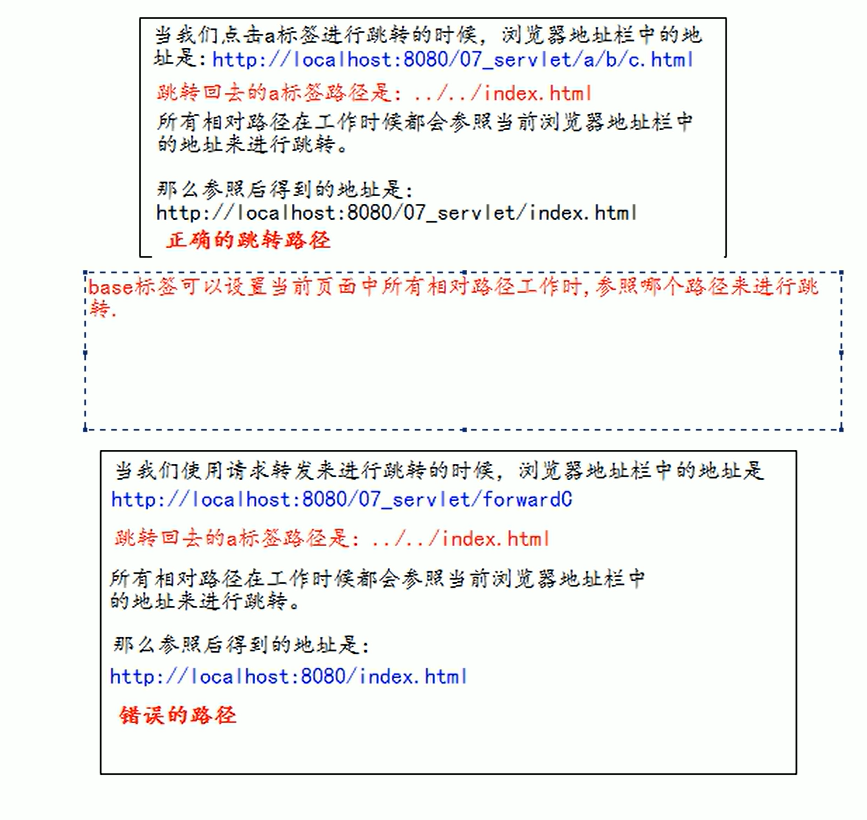 当我们点击a标签进行跳转的时候，浏览器地址栏中的地
址是:http://localhost:8080/07_servlet/a/b/c.html
跳转回去的a标签路径是：../../index.html
所有相对路径在工作时候都会参照当前浏览器地址栏中
的地址来进行跳转。
那么参照后得到的地址是：
http://localhost:8080/07_servlet/index.html
正确的跳转路径
base标签可以设置当前页面中所有相对路径工作时,参照哪个路径来进行跳
转.
当我们使用请求转发来进行跳转的时候，浏览器地址栏中的地址是
http://localhost:8080/07_servlet/forwardC
跳转回去的a标签路径是：../../index.html
所有相对路径在工作时候都会参照当前浏览器地址栏中
的地址来进行跳转。
那么参照后得到的地址是：
http://localhost:8080/index.html
错误的路径